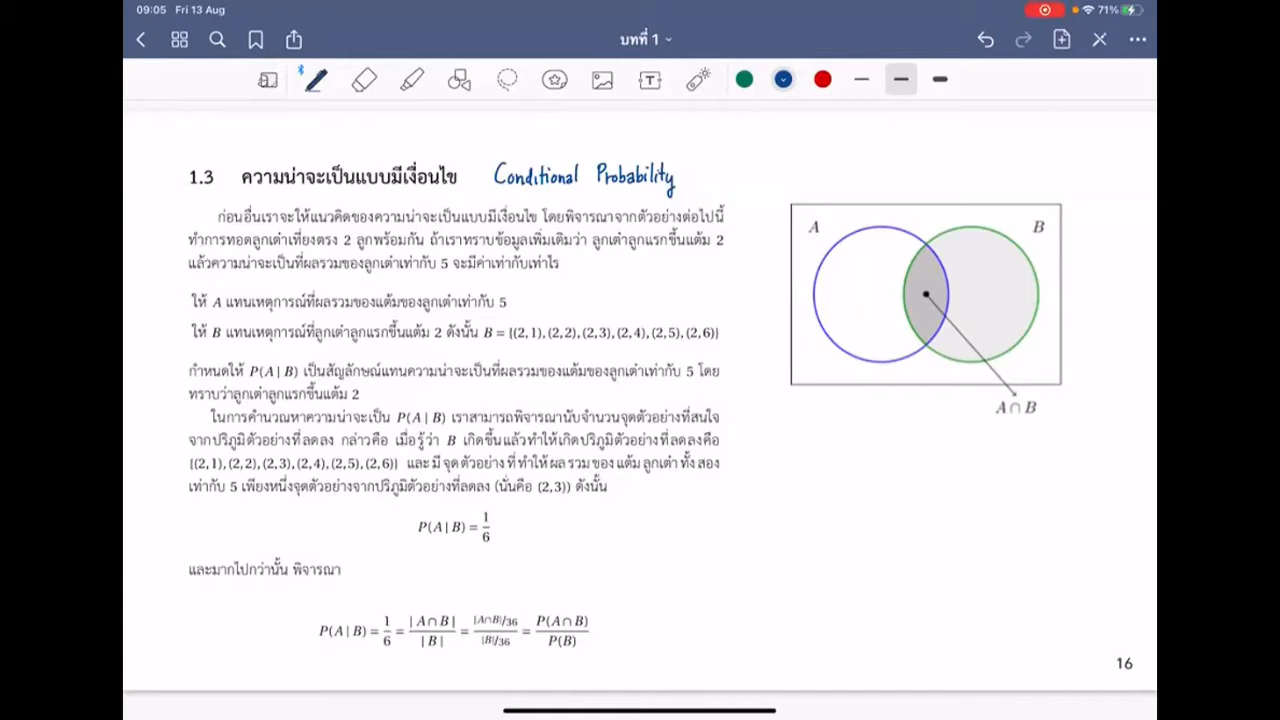 09:05 Fri 13 Aug
71%
บทที่ 1
1.3 ความน่าจะเป็นแบบมีเงื่อนไข Conditional Probability
ก่อนอื่นเราจะให้แนวคิดของความน่าจะเป็นแบบมีเงื่อนไข โดยพิจารณาจากตัวอย่างต่อไปนี้
ทำการทอดลูกเต๋าเที่ยงตรง 2 ลูกพร้อมกัน ถ้าเราทราบข้อมูลเพิ่มเติมว่า ลูกเต๋าลูกแรกขึ้นแต้ม 2
แล้วความน่าจะเป็นที่ผลรวมของลูกเต๋าเท่ากับ 5 จะมีค่าเท่ากับเท่าไร
ให้ A แทนเหตุการณ์ที่ผลรวมของแต้มของลูกเต๋าเท่ากับ 5
ให้ B แทนเหตุการณ์ที่ลูกเต๋าลูกแรกขึ้นแต้ม 2 ดังนั้น B = {(2,1),(2,2),(2,3),(2,4),(2,5),(2,6)}
กำหนดให้ P(A | B) เป็นสัญลักษณ์แทนความน่าจะเป็นที่ผลรวมของแต้มของลูกเต๋าเท่ากับ 5 โดย
ทราบว่าลูกเต๋าลูกแรกขึ้นแต้ม 2
ในการคำนวณหาความน่าจะเป็น P(A | B) เราสามารถพิจารณานับจำนวนจุดตัวอย่างที่สนใจ
จากปริภูมิตัวอย่างที่ลดลง กล่าวคือ เมื่อรู้ว่า B เกิดขึ้นแล้วทำให้เกิดปริภูมิตัวอย่างที่ลดลงคือ
{(2,1),(2,2),(2,3),(2,4),(2,5),(2,6)} และมีจุดตัวอย่างที่ทำให้ผลรวมของแต้มลูกเต๋าทั้งสอง
เท่ากับ 5 เพียงหนึ่งจุดตัวอย่างจากปริภูมิตัวอย่างที่ลดลง (นั่นคือ (2,3)) ดังนั้น
P(A | B) = 1/6
และมากไปกว่านั้น พิจารณา
P(A | B) = 1/6 = |A∩B|/|B| = |A∩B|/36 / |B|/36 = P(A∩B)/P(B)
A
B
A∩B
16